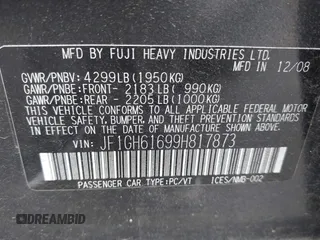 MFD BY FUJI HEAVY INDUSTRIES LTD.
MFD IN 12/08
GVWR/PNBV: 4299LB(1950KG)
GAWR/PNBE:FRONT- 2183LB( 990KG)
GAWR/PNBE:REAR - 2205LB(1000KG)
THIS VEHICLE CONFORMS TO ALL APPLICABLE
FEDERAL MOTOR VEHICLE SAFETY, BUMPER AND THEFT
PREVENTION STANDARDS IN EFFECT ON THE DATE OF
MANUFACTURE SHOWN ABOVE.
VIN: JF1GH61699H817873
PASSENGER CAR TYPE:PC/VT ICES/NMB-002
DREAMBID